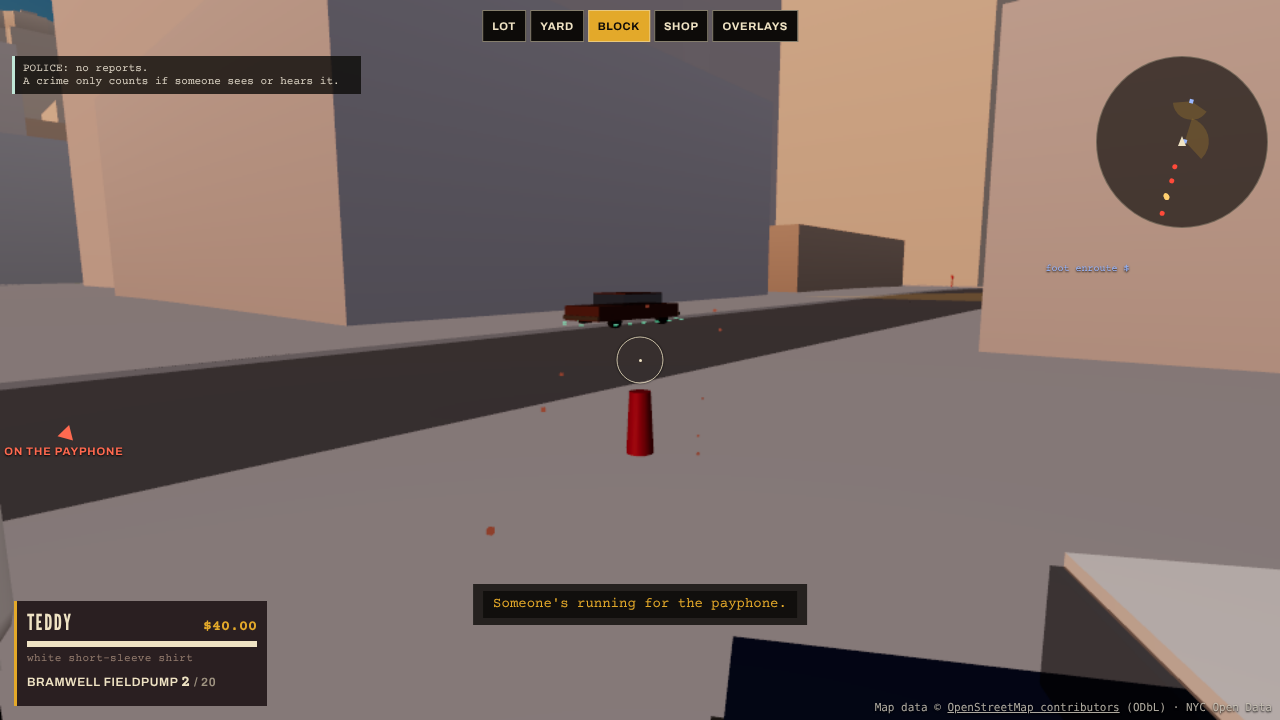 LOT
YARD
BLOCK
SHOP
OVERLAYS
POLICE: no reports.
A crime only counts if someone sees or hears it.
foot enroute $
ON THE PAYPHONE
Someone's running for the payphone.
TEDDY
$40.00
white short-sleeve shirt
BRAMWELL FIELDPUMP 2 / 20
Map data © OpenStreetMap contributors (ODbL) · NYC Open Data